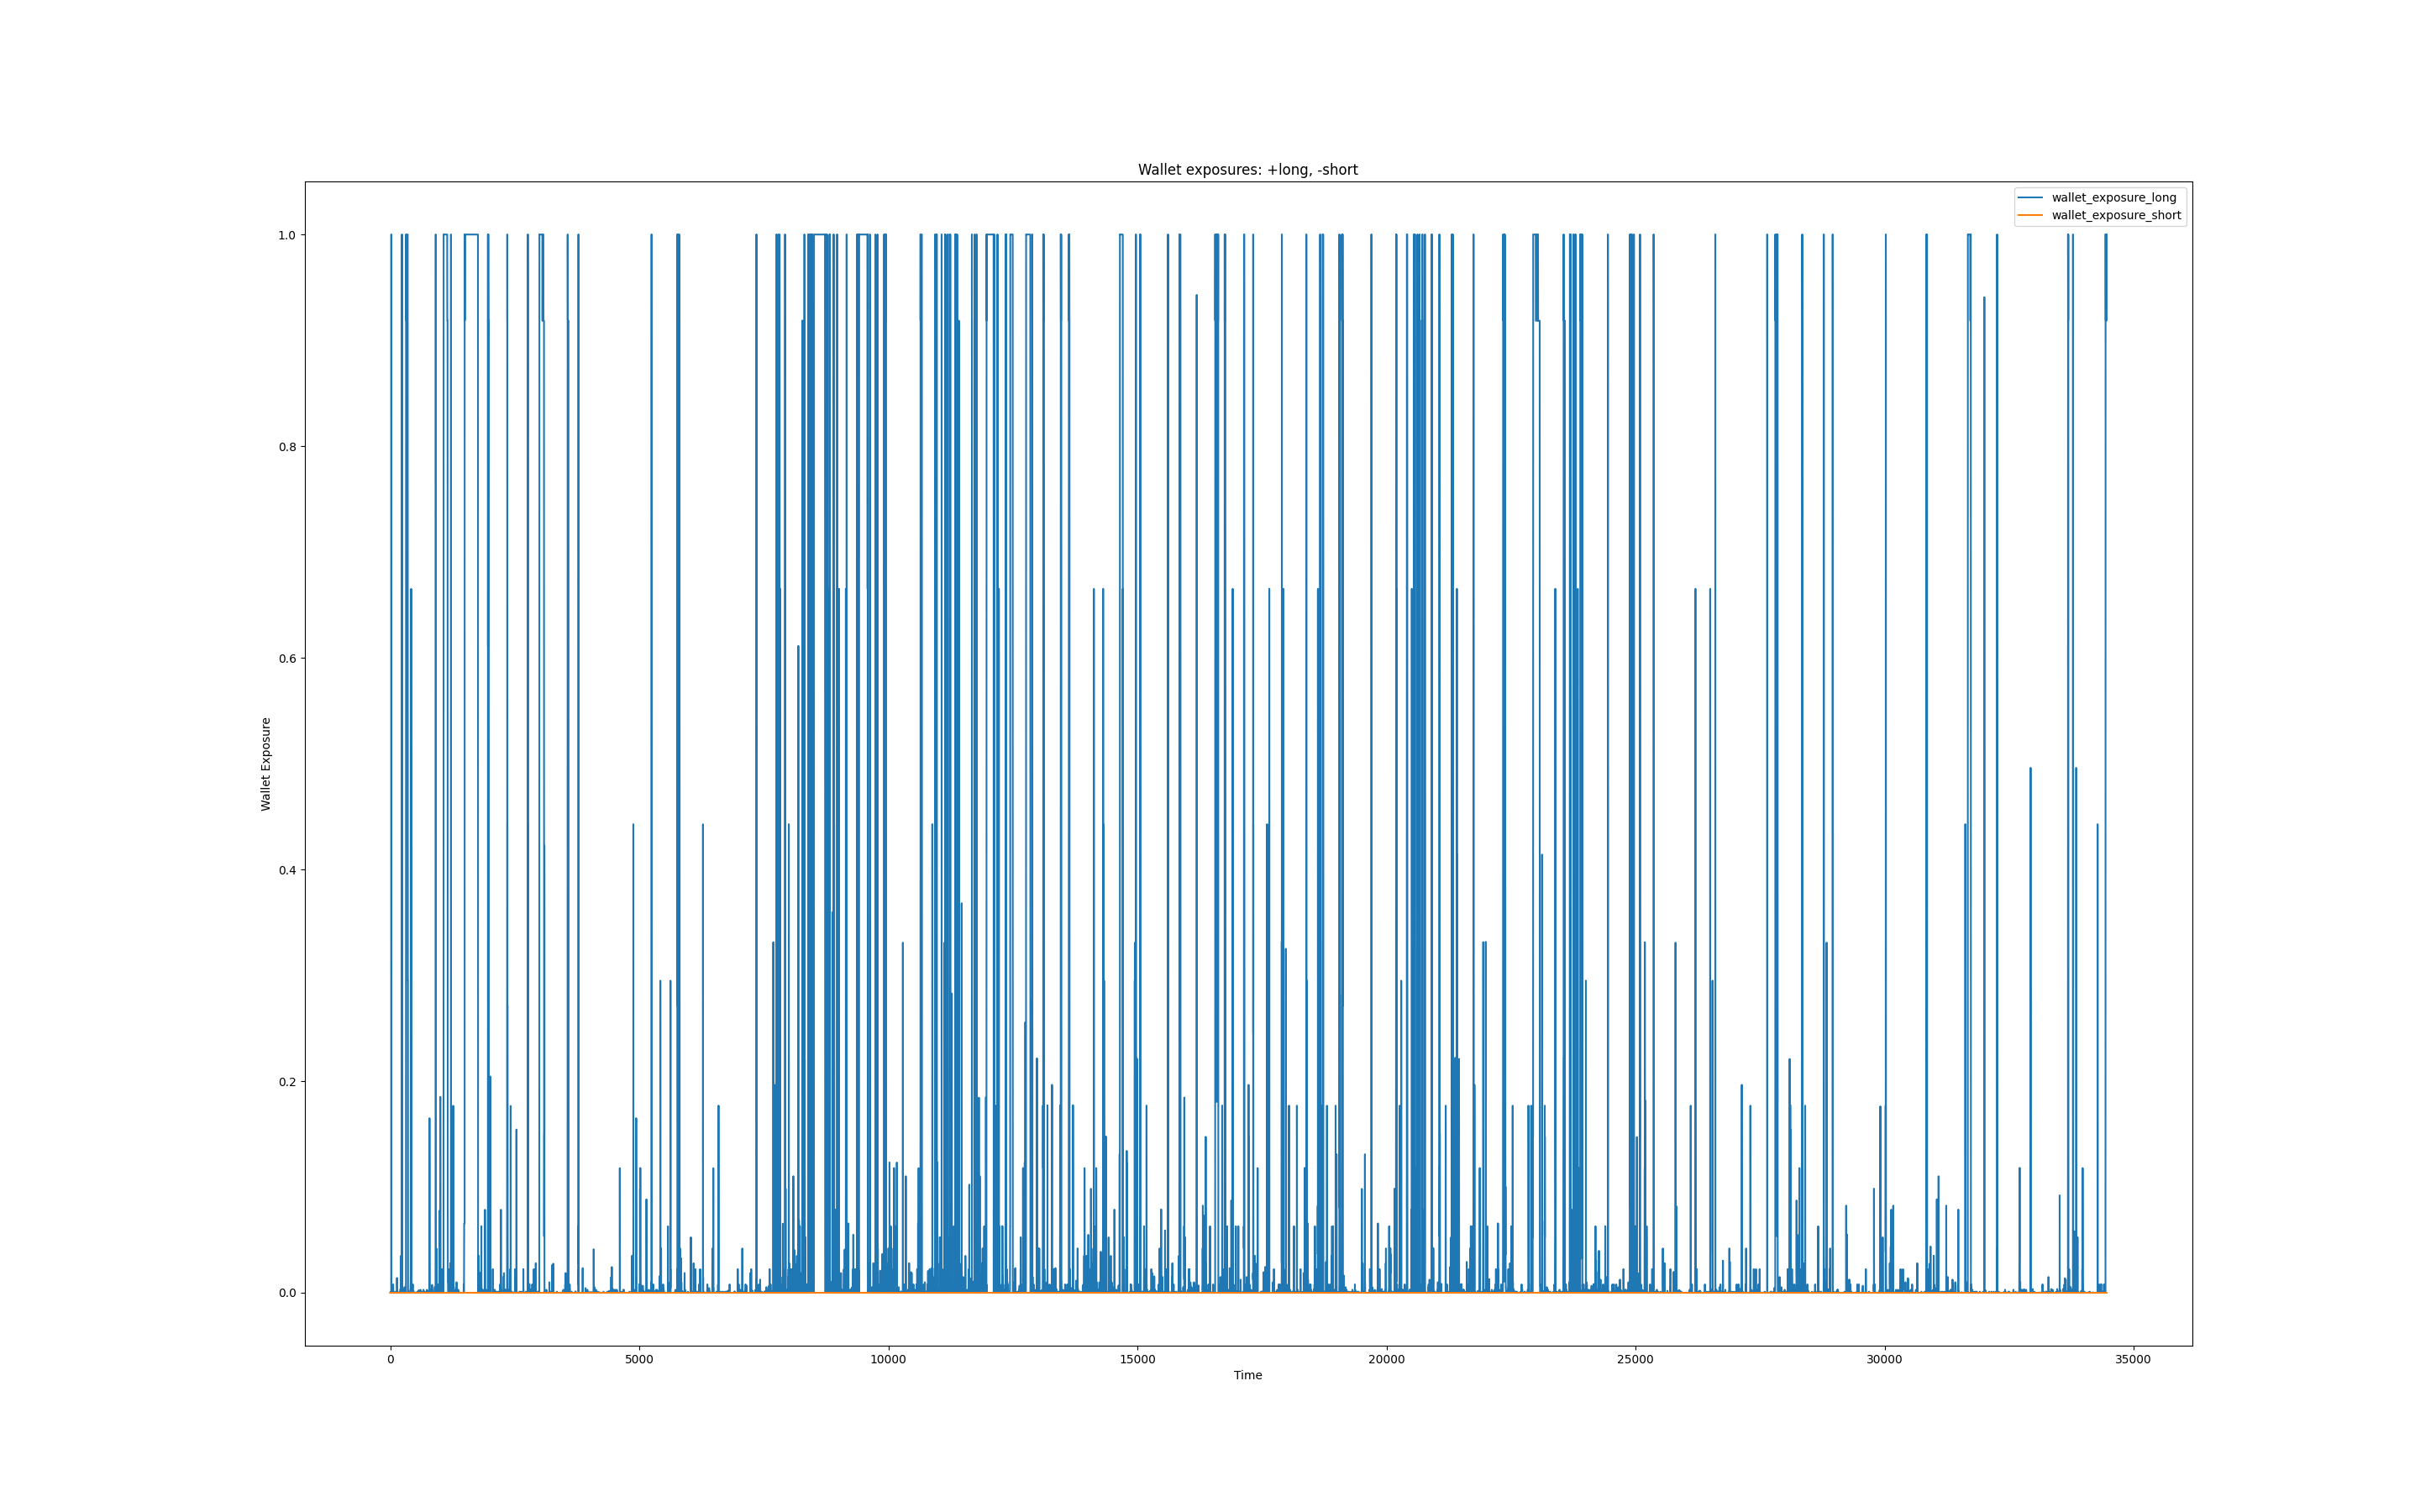 Wallet exposures: +long, -short
wallet_exposure_long
wallet_exposure_short
1.0
0.8
0.6
0.4
0.2
0.0
Wallet Exposure
0 5000 10000 15000 20000 25000 30000 35000
Time